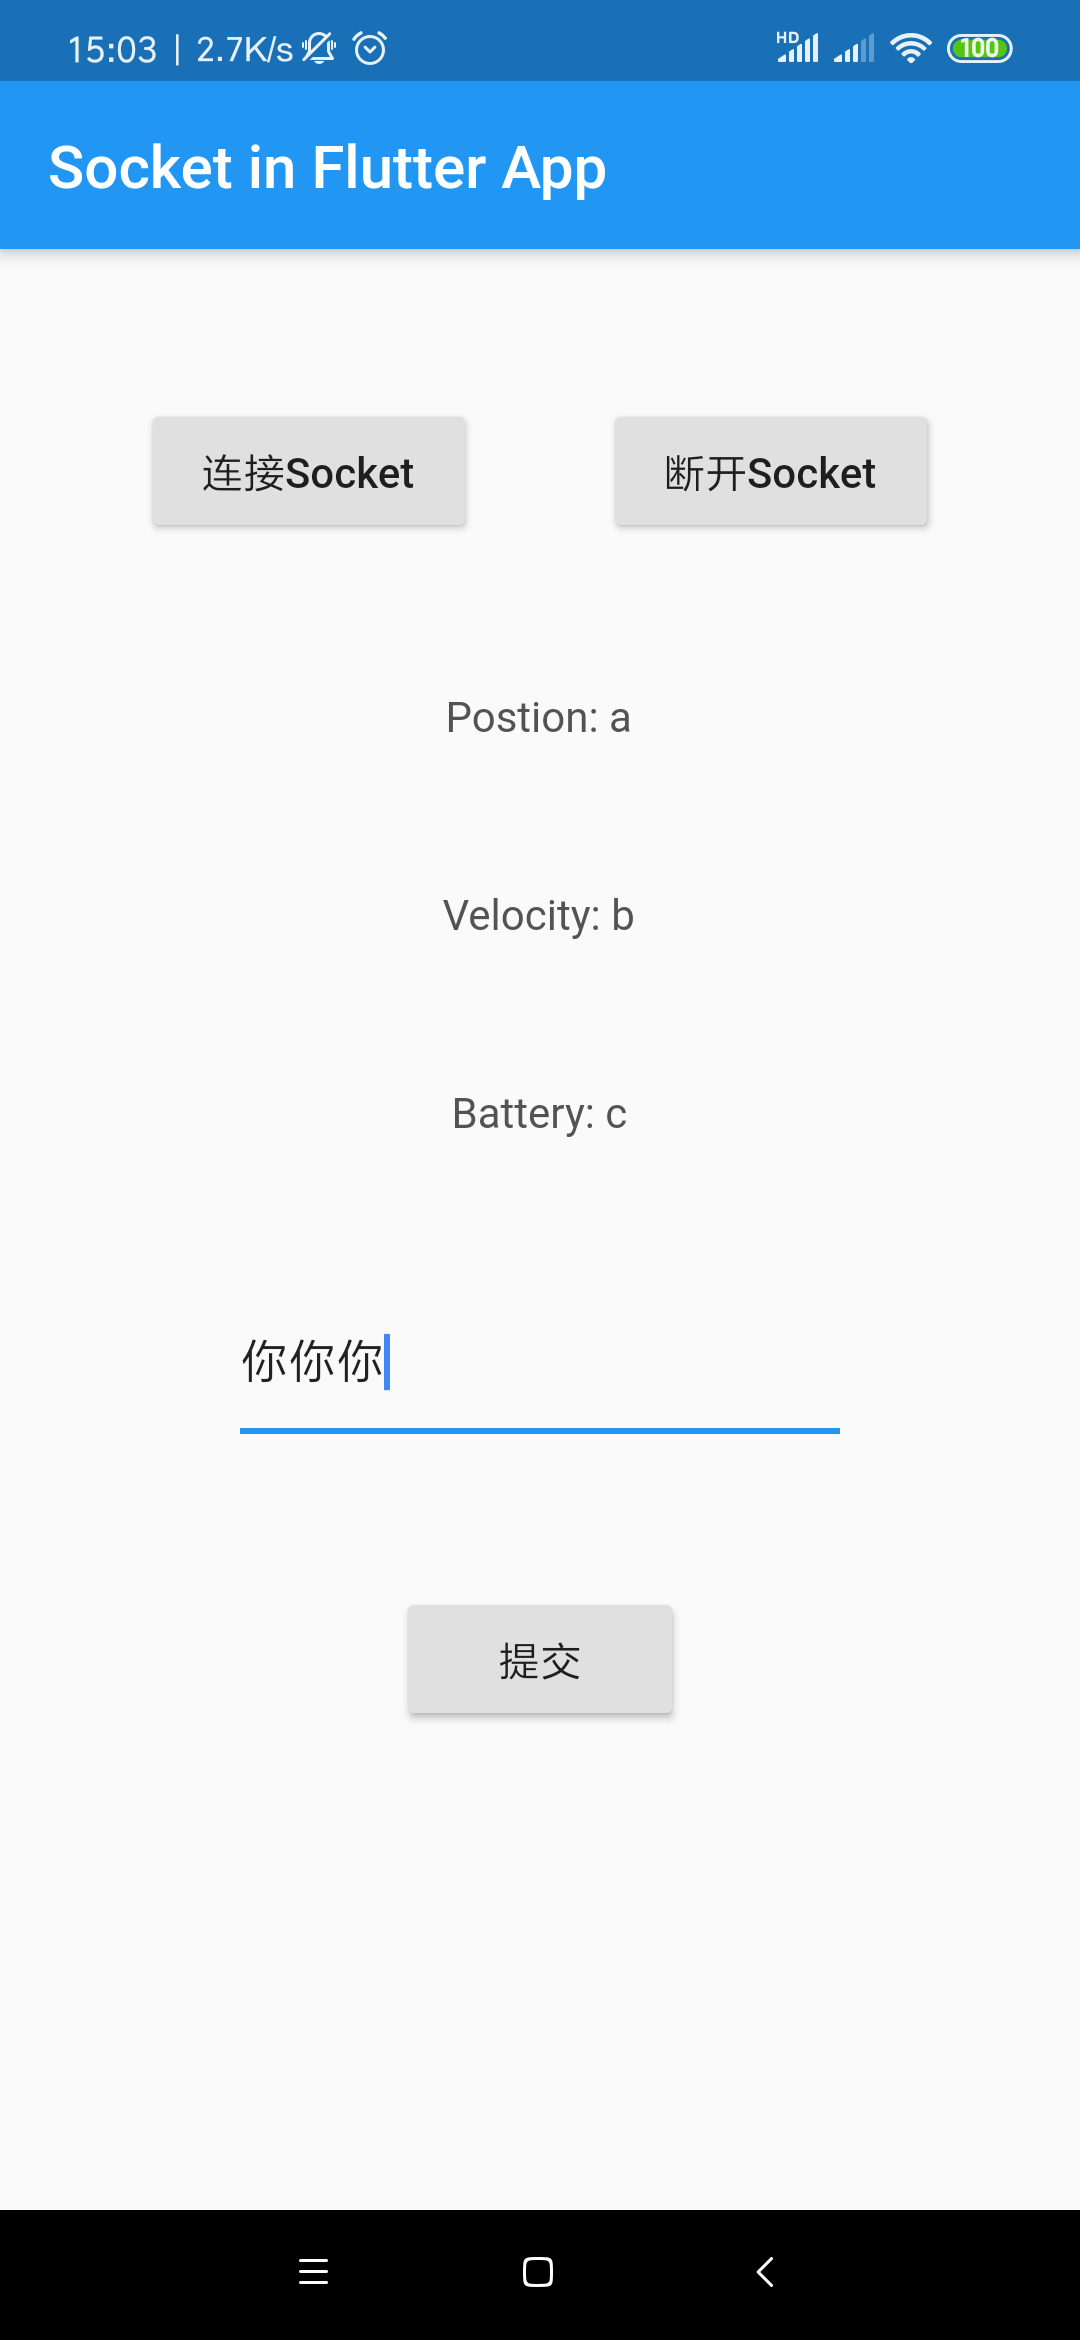 15:03 | 2.7K/s HD 100
Socket in Flutter App
连接Socket 断开Socket
Postion: a
Velocity: b
Battery: c
你你你
提交